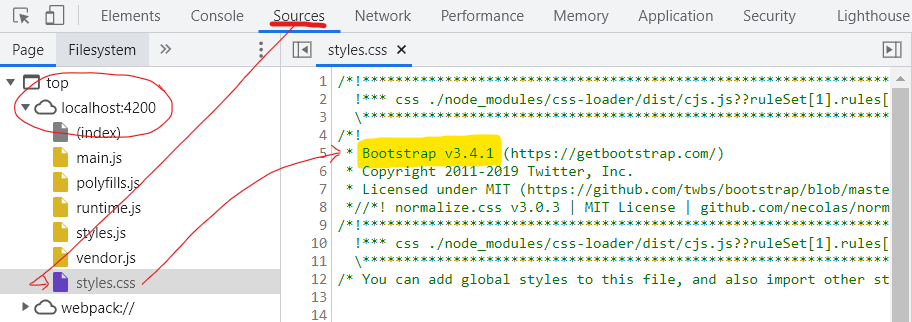 Elements Console Sources Network Performance Memory Application Security Lighthouse
Page Filesystem » styles.css ×
top
localhost:4200
(index)
main.js
polyfills.js
runtime.js
styles.js
vendor.js
styles.css
webpack://
1 /*!**********************************************************************
2 !*** css ./node_modules/css-loader/dist/cjs.js??ruleSet[1].rules[
3 \**********************************************************************
4 /*!
5 * Bootstrap v3.4.1 (https://getbootstrap.com/)
6 * Copyright 2011-2019 Twitter, Inc.
7 * Licensed under MIT (https://github.com/twbs/bootstrap/blob/maste
8 *//*! normalize.css v3.0.3 | MIT License | github.com/necolas/norm
9 /*!**********************************************************************
10 !*** css ./node_modules/css-loader/dist/cjs.js??ruleSet[1].rules[
11 \**********************************************************************
12 /* You can add global styles to this file, and also import other st
13
14